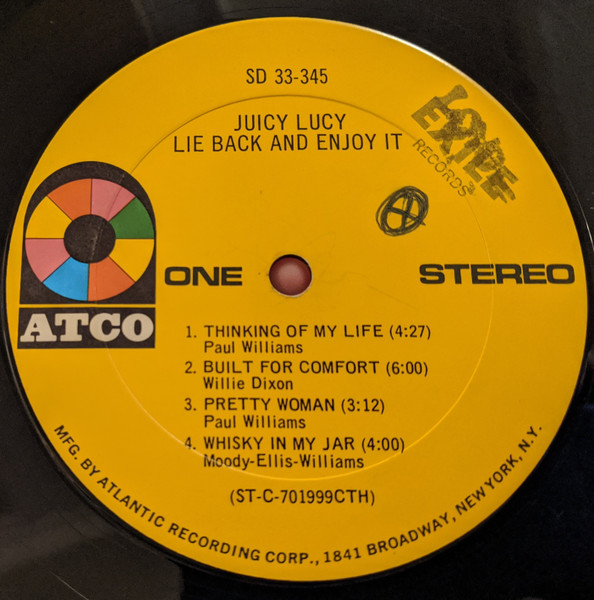 SD 33-345
JUICY LUCY
LIE BACK AND ENJOY IT
EXILE
RECORDS
ATCO
ONE
STEREO
1. THINKING OF MY LIFE (4:27)
Paul Williams
2. BUILT FOR COMFORT (6:00)
Willie Dixon
3. PRETTY WOMAN (3:12)
Paul Williams
4. WHISKY IN MY JAR (4:00)
Moody-Ellis-Williams
(ST-C-701999CTH)
MFG. BY ATLANTIC RECORDING CORP., 1841 BROADWAY, NEW YORK, N.Y.